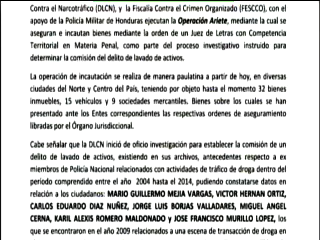 Contra el Narcotráfico (DLCN), y la Fiscalía Contra el Crimen Organizado (FESCCO), con el
apoyo de la Policía Militar de Honduras ejecutan la Operación Ariete, mediante la cual se
aseguran e incautan bienes mediante la orden de un Juez de Letras con Competencia
Territorial en Materia Penal, como parte del proceso investigativo instruido para
determinar la comisión del delito de lavado de activos.
La operación de incautación se realiza de manera paulatina a partir de hoy, en diversas
ciudades del Norte y Centro del País, teniendo por objeto hasta el momento 32 bienes
inmuebles, 15 vehículos y 9 sociedades mercantiles. Bienes sobre los cuales se han
presentado ante los Entes correspondientes las respectivas ordenes de aseguramiento
libradas por el Órgano Jurisdiccional.
Cabe señalar que la DLCN inició de oficio investigación para establecer la comisión de un
delito de lavado de activos, existiendo en sus archivos, antecedentes respecto a ex
miembros de Policía Nacional relacionados con actividades de tráfico de droga dentro del
periodo comprendido entre el año 2004 hasta el 2014, pudiendo constatarse datos en
relación a los ciudadanos: MARIO GUILLERMO MEJIA VARGAS, VICTOR HERNAN ORTIZ,
CARLOS EDUARDO DIAZ NUÑEZ, JORGE LUIS BORJAS VALLADARES, MIGUEL ANGEL
CERNA, KARIL ALEXIS ROMERO MALDONADO y JOSE FRANCISCO MURILLO LOPEZ, los
que se encontraron en el año 2009 relacionados a una escena de transacción de droga en